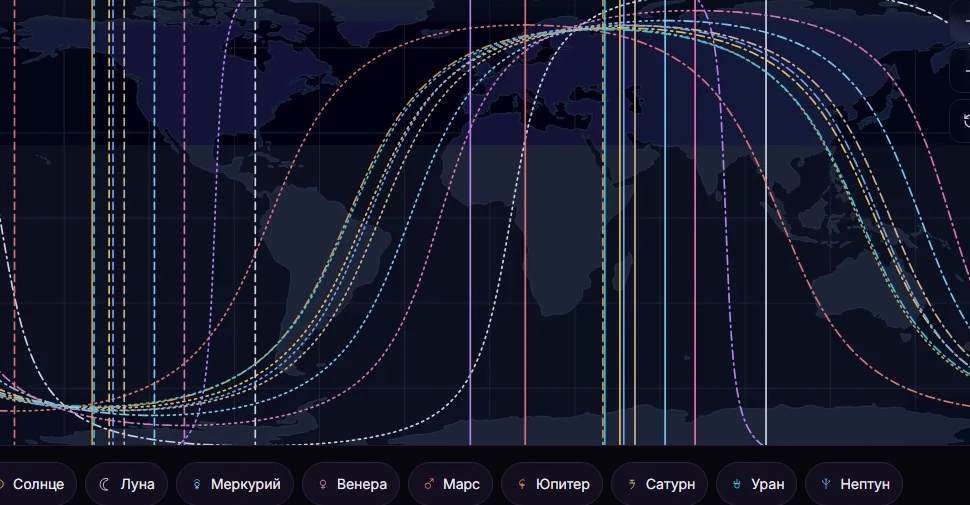 Солнце
Луна
Меркурий
Венера
Марс
Юпитер
Сатурн
Уран
Нептун